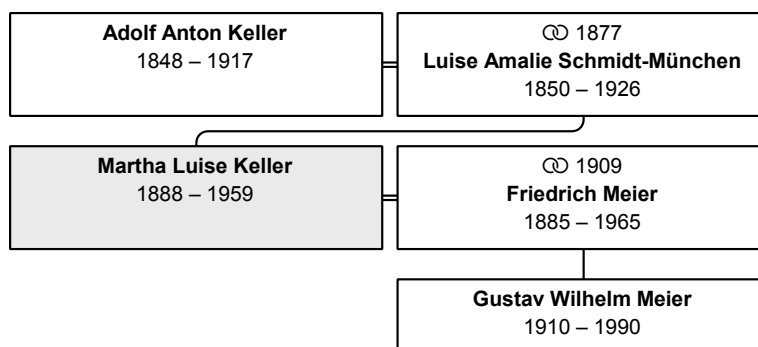 Adolf Anton Keller
1848 – 1917
⚭ 1877
Luise Amalie Schmidt-München
1850 – 1926
Martha Luise Keller
1888 – 1959
⚭ 1909
Friedrich Meier
1885 – 1965
Gustav Wilhelm Meier
1910 – 1990